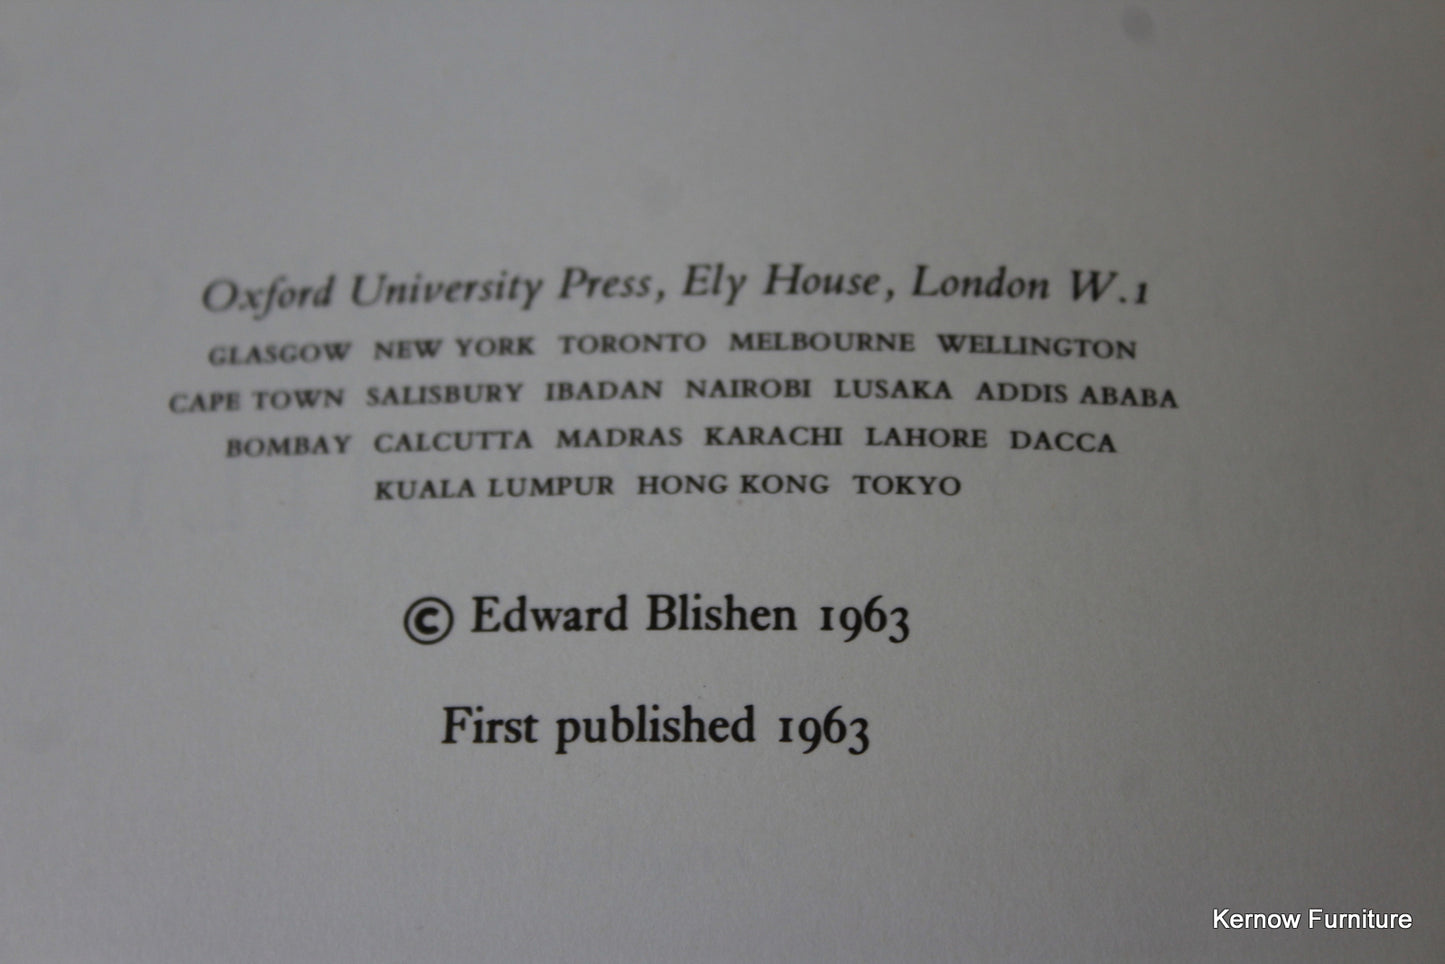 Oxford University Press, Ely House, London W.1
GLASGOW NEW YORK TORONTO MELBOURNE WELLINGTON
CAPE TOWN SALISBURY IBADAN NAIROBI LUSAKA ADDIS ABABA
BOMBAY CALCUTTA MADRAS KARACHI LAHORE DACCA
KUALA LUMPUR HONG KONG TOKYO
© Edward Blishen 1963
First published 1963
Kernow Furniture